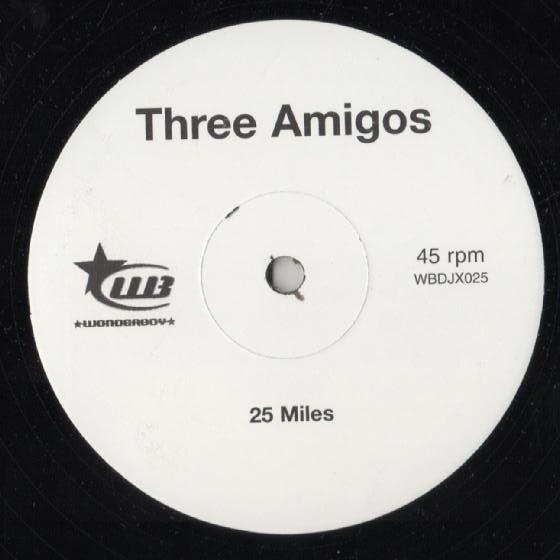 Three Amigos
45 rpm
WBDJX025
WB
★WONDERBOY★
25 Miles